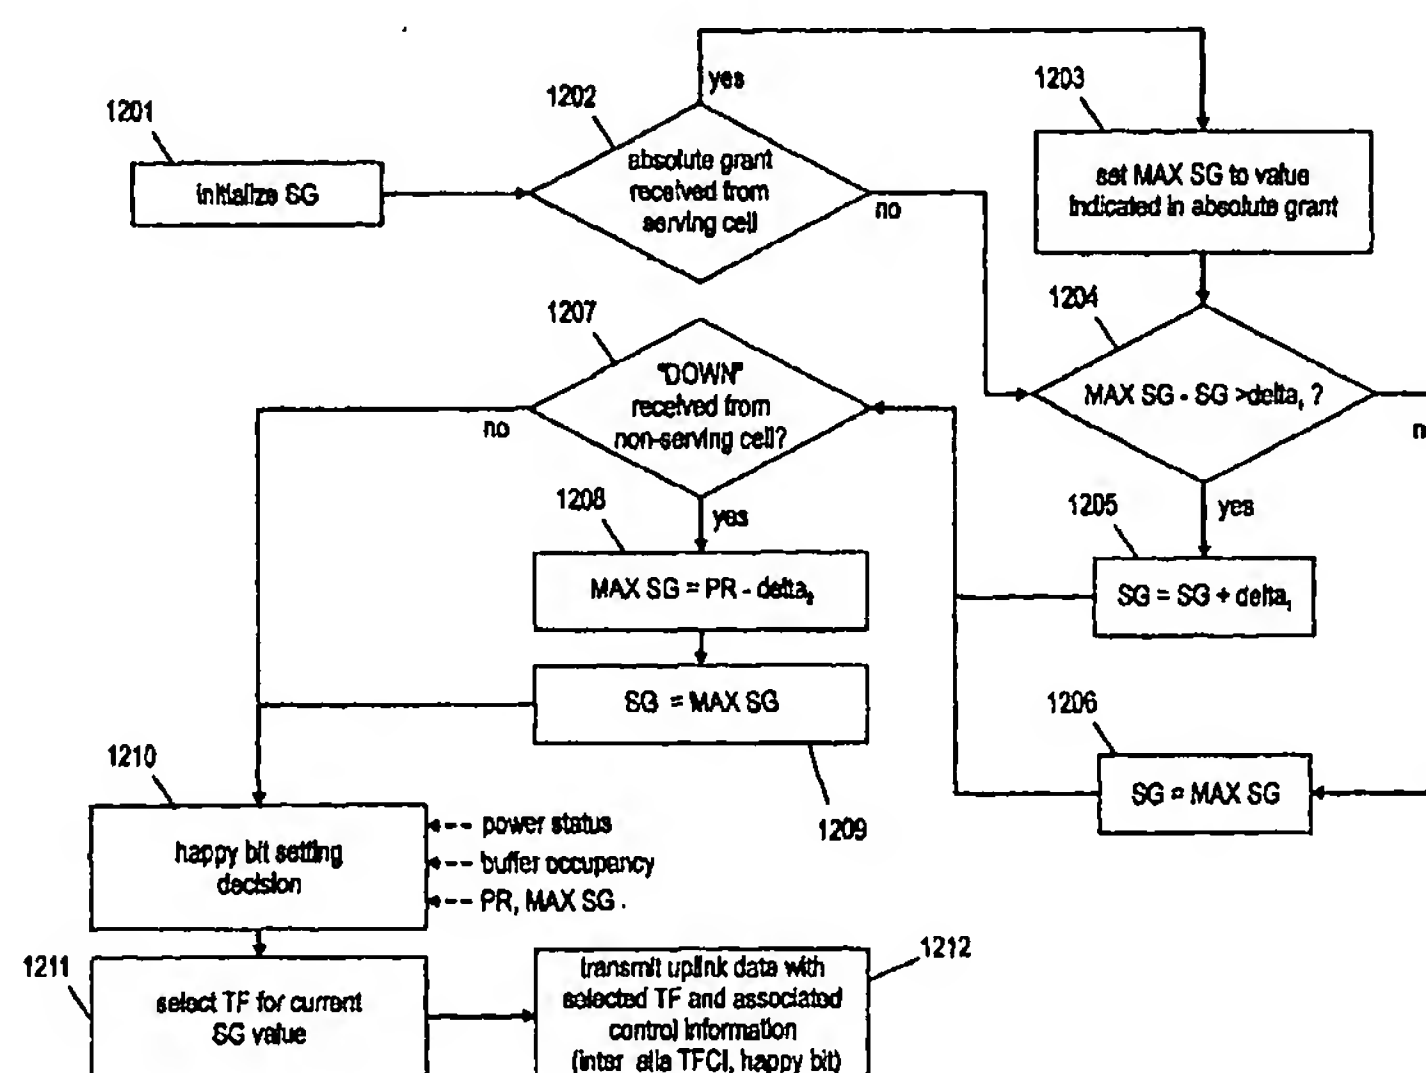 1201
initialize SG
1202
absolute grant
received from
serving cell
yes
no
1203
set MAX SG to value
indicated in absolute grant
1204
MAX SG - SG >delta₁ ?
yes
1205
SG = SG + delta₁
1206
SG = MAX SG
1207
"DOWN"
received from
non-serving cell?
no
yes
1208
MAX SG = PR - delta₂
SG = MAX SG
1209
1210
happy bit setting
decision
power status
buffer occupancy
PR, MAX SG
1211
select TF for current
SG value
1212
transmit uplink data with
selected TF and associated
control information
(inter alia TFCI, happy bit)